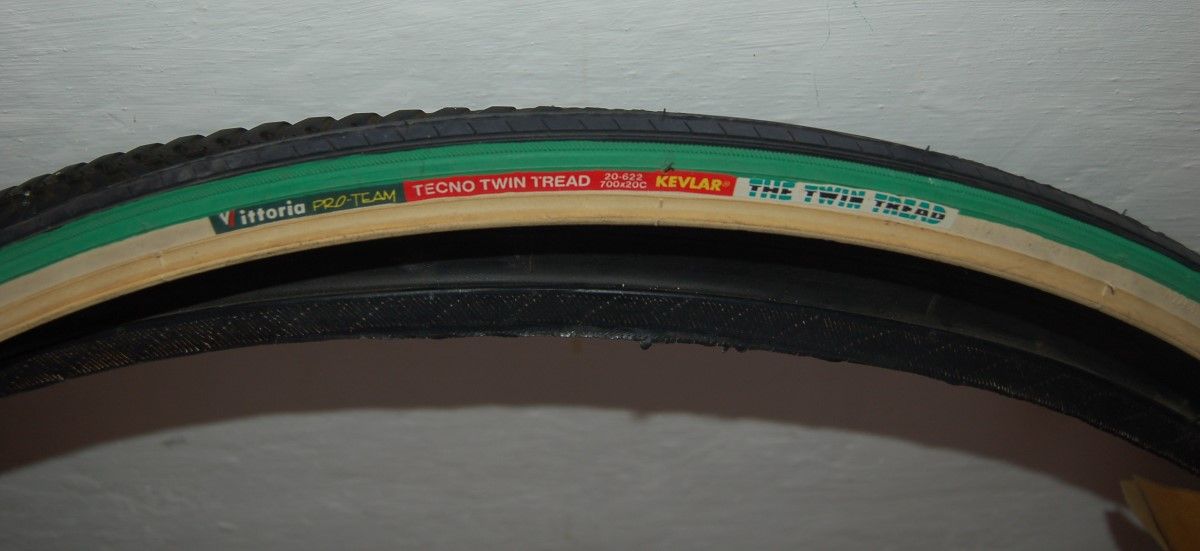 Vittoria PRO-TEAM TECNO TWIN TREAD 20-622
700x20C KEVLAR® THE TWIN TREAD